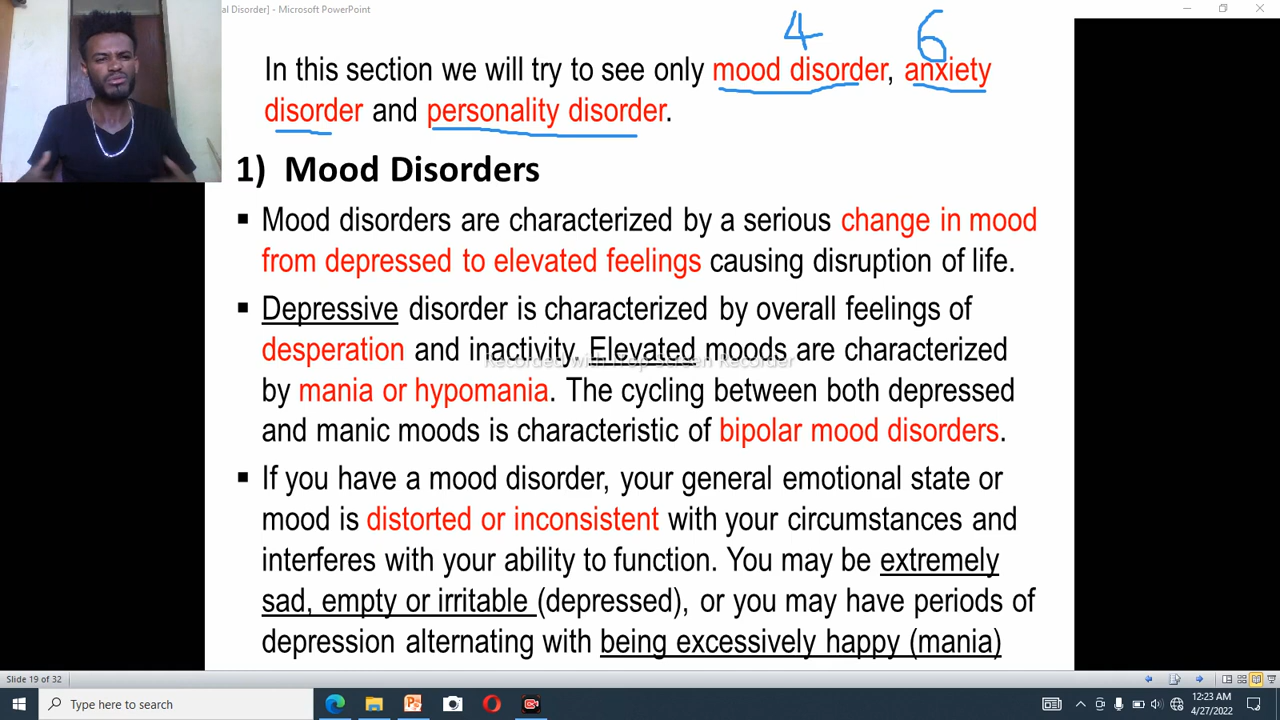 al Disorder] - Microsoft PowerPoint
4 6
In this section we will try to see only mood disorder, anxiety
disorder and personality disorder.
1) Mood Disorders
▪ Mood disorders are characterized by a serious change in mood
from depressed to elevated feelings causing disruption of life.
▪ Depressive disorder is characterized by overall feelings of
desperation and inactivity. Elevated moods are characterized
Recorded with iTop Screen Recorder
by mania or hypomania. The cycling between both depressed
and manic moods is characteristic of bipolar mood disorders.
▪ If you have a mood disorder, your general emotional state or
mood is distorted or inconsistent with your circumstances and
interferes with your ability to function. You may be extremely
sad, empty or irritable (depressed), or you may have periods of
depression alternating with being excessively happy (mania)
Slide 19 of 32
Type here to search
12:23 AM
4/27/2022